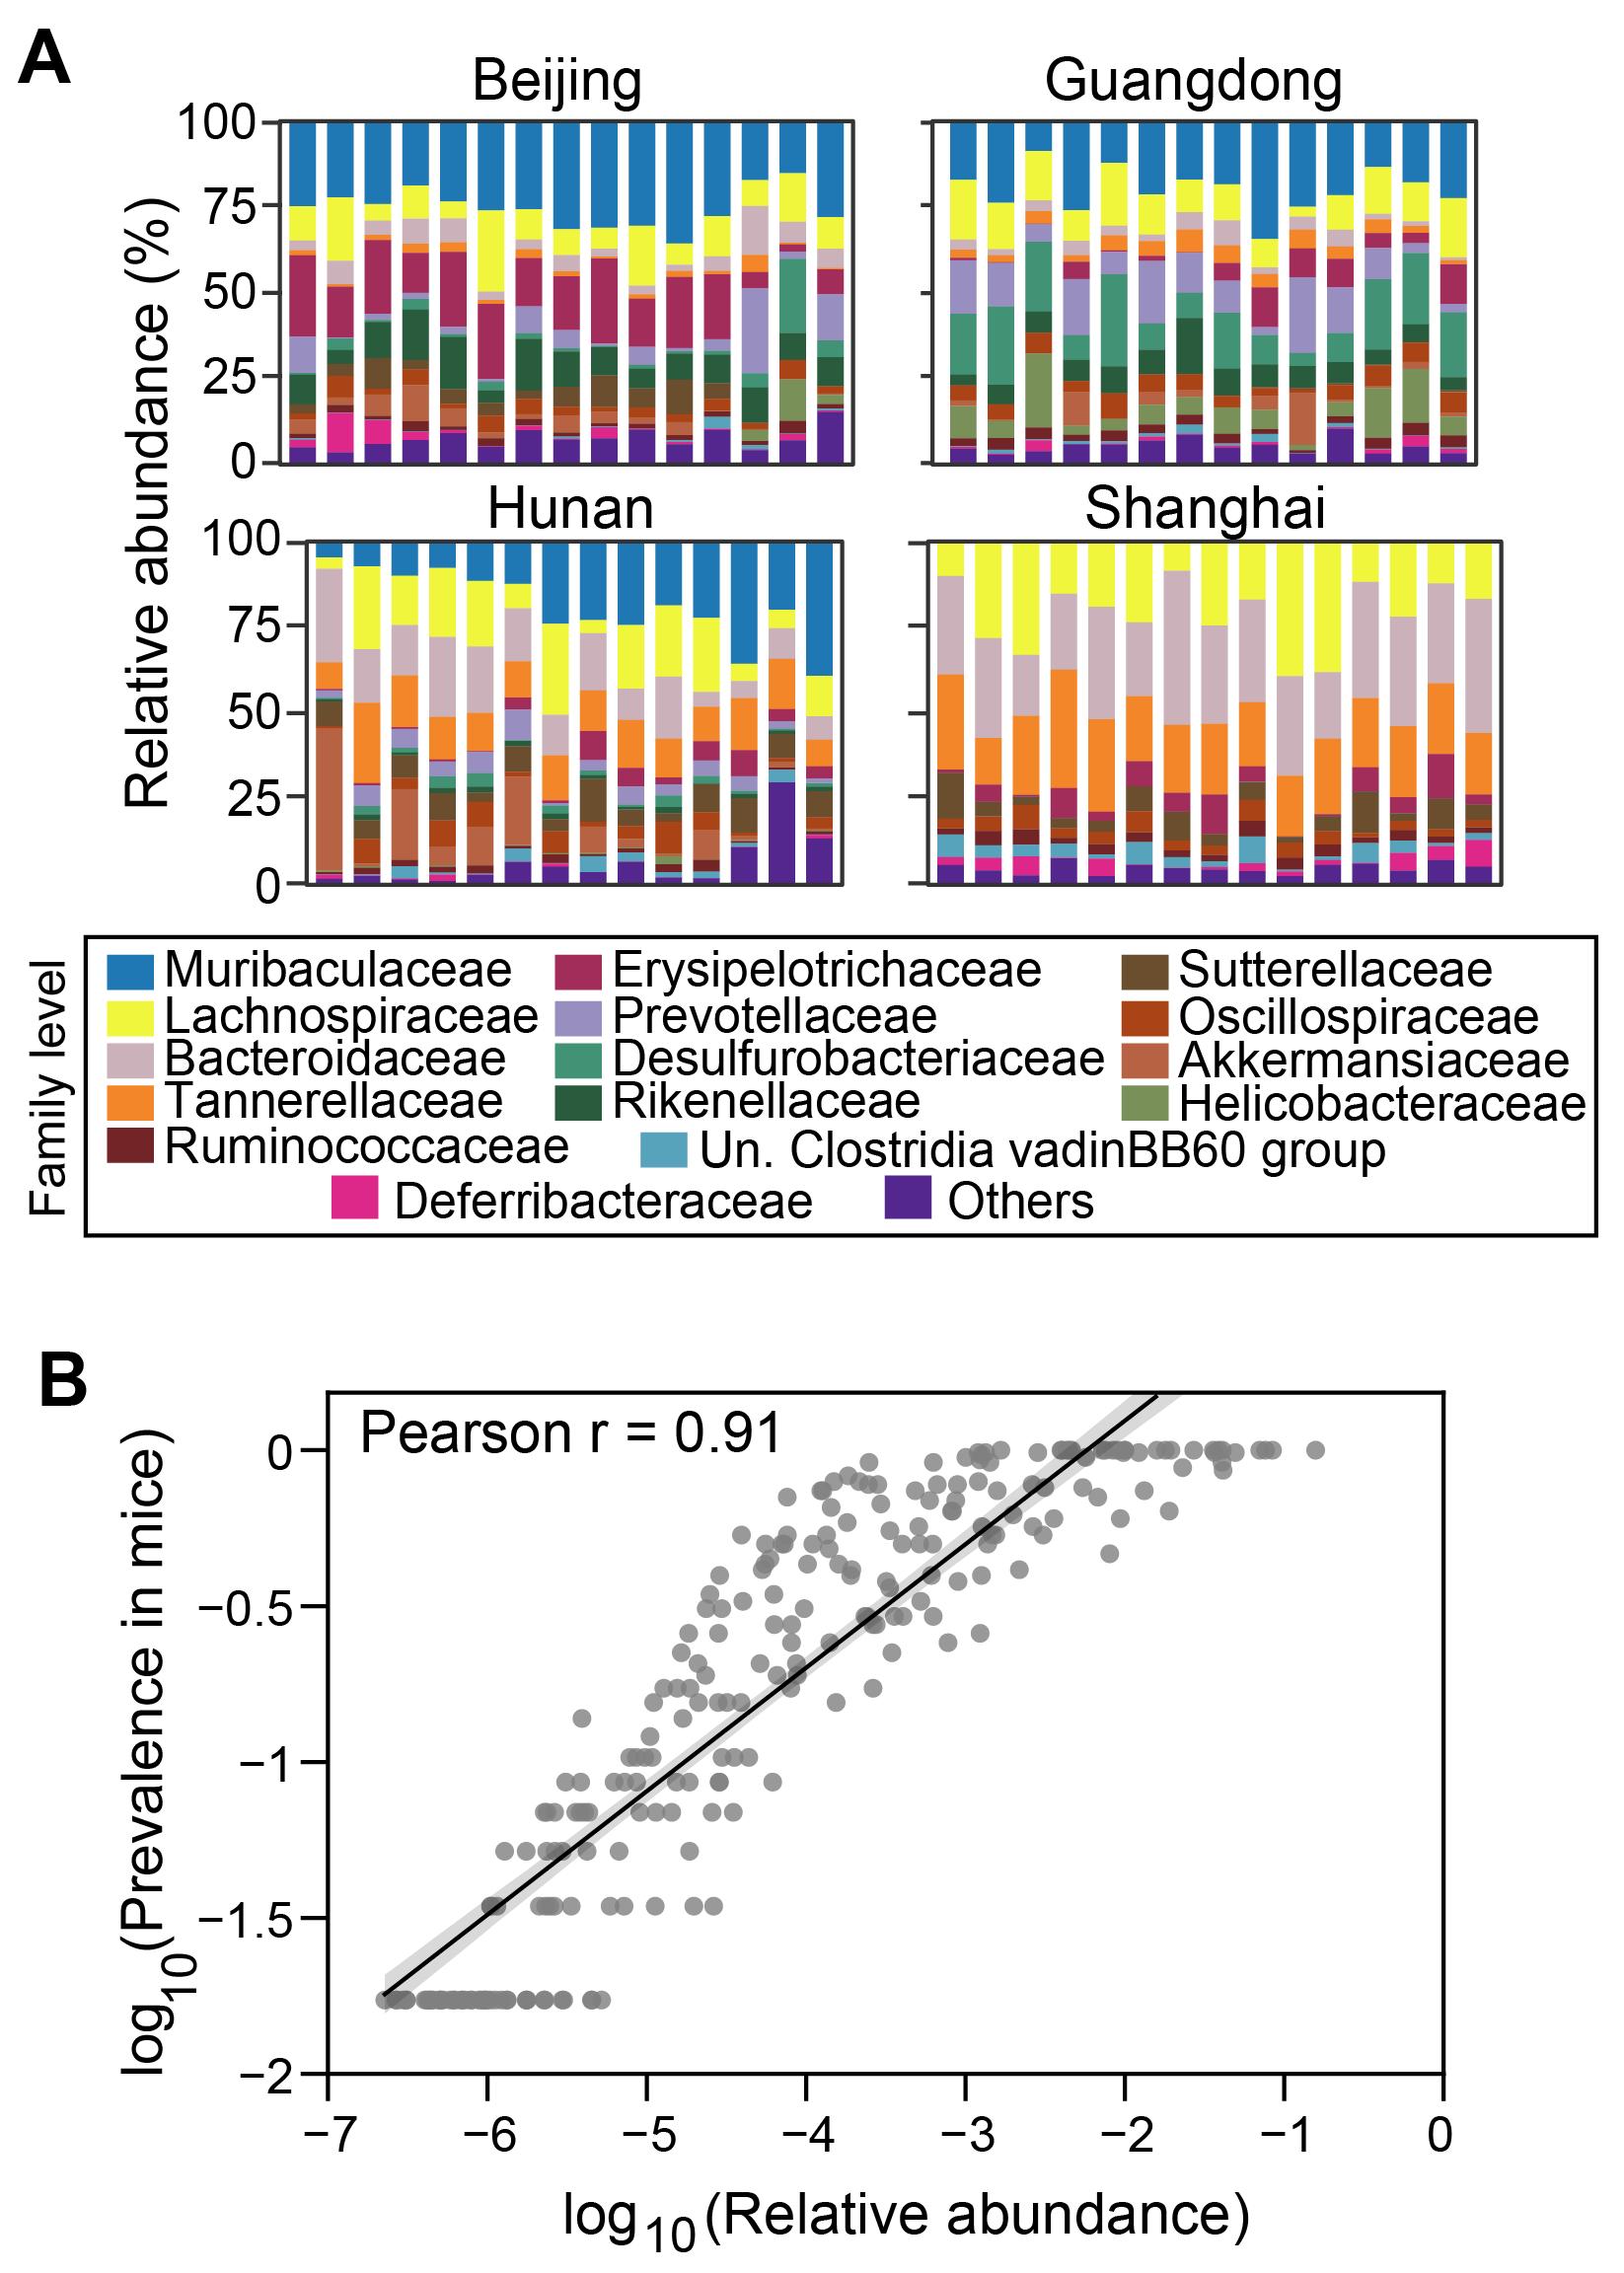 A
Beijing
Guangdong
Relative abundance (%)
100
75
50
25
0
Hunan
Shanghai
100
75
50
25
0
Family level
Muribaculaceae
Erysipelotrichaceae
Sutterellaceae
Lachnospiraceae
Prevotellaceae
Oscillospiraceae
Bacteroidaceae
Desulfurobacteriaceae
Akkermansiaceae
Tannerellaceae
Rikenellaceae
Helicobacteraceae
Ruminococcaceae
Un. Clostridia vadinBB60 group
Deferribacteraceae
Others
B
Pearson r = 0.91
log10(Prevalence in mice)
0
−0.5
−1
−1.5
−2
−7 −6 −5 −4 −3 −2 −1 0
log10(Relative abundance)